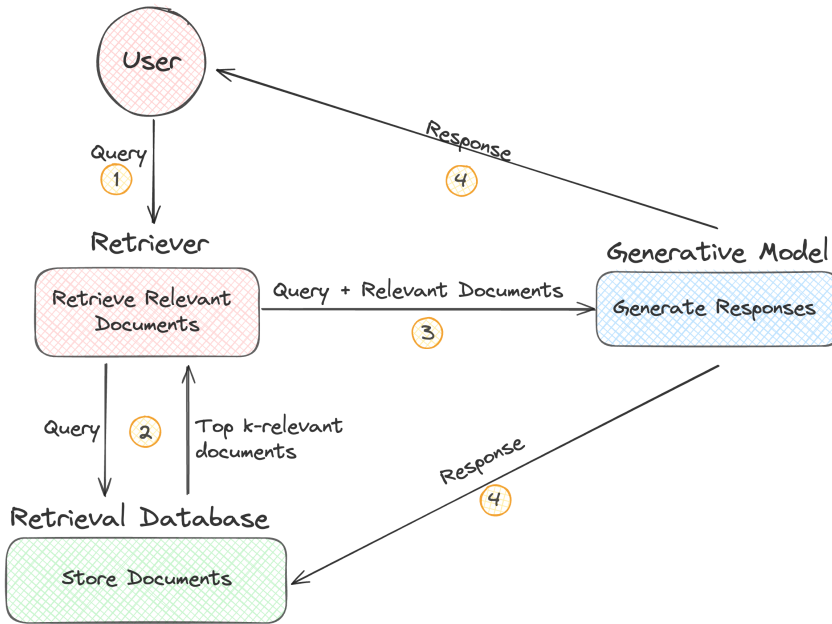 User
Query
1
Response
4
Retriever
Generative Model
Retrieve Relevant
Documents
Query + Relevant Documents
3
Generate Responses
Query
2
Top k-relevant
documents
Response
4
Retrieval Database
Store Documents